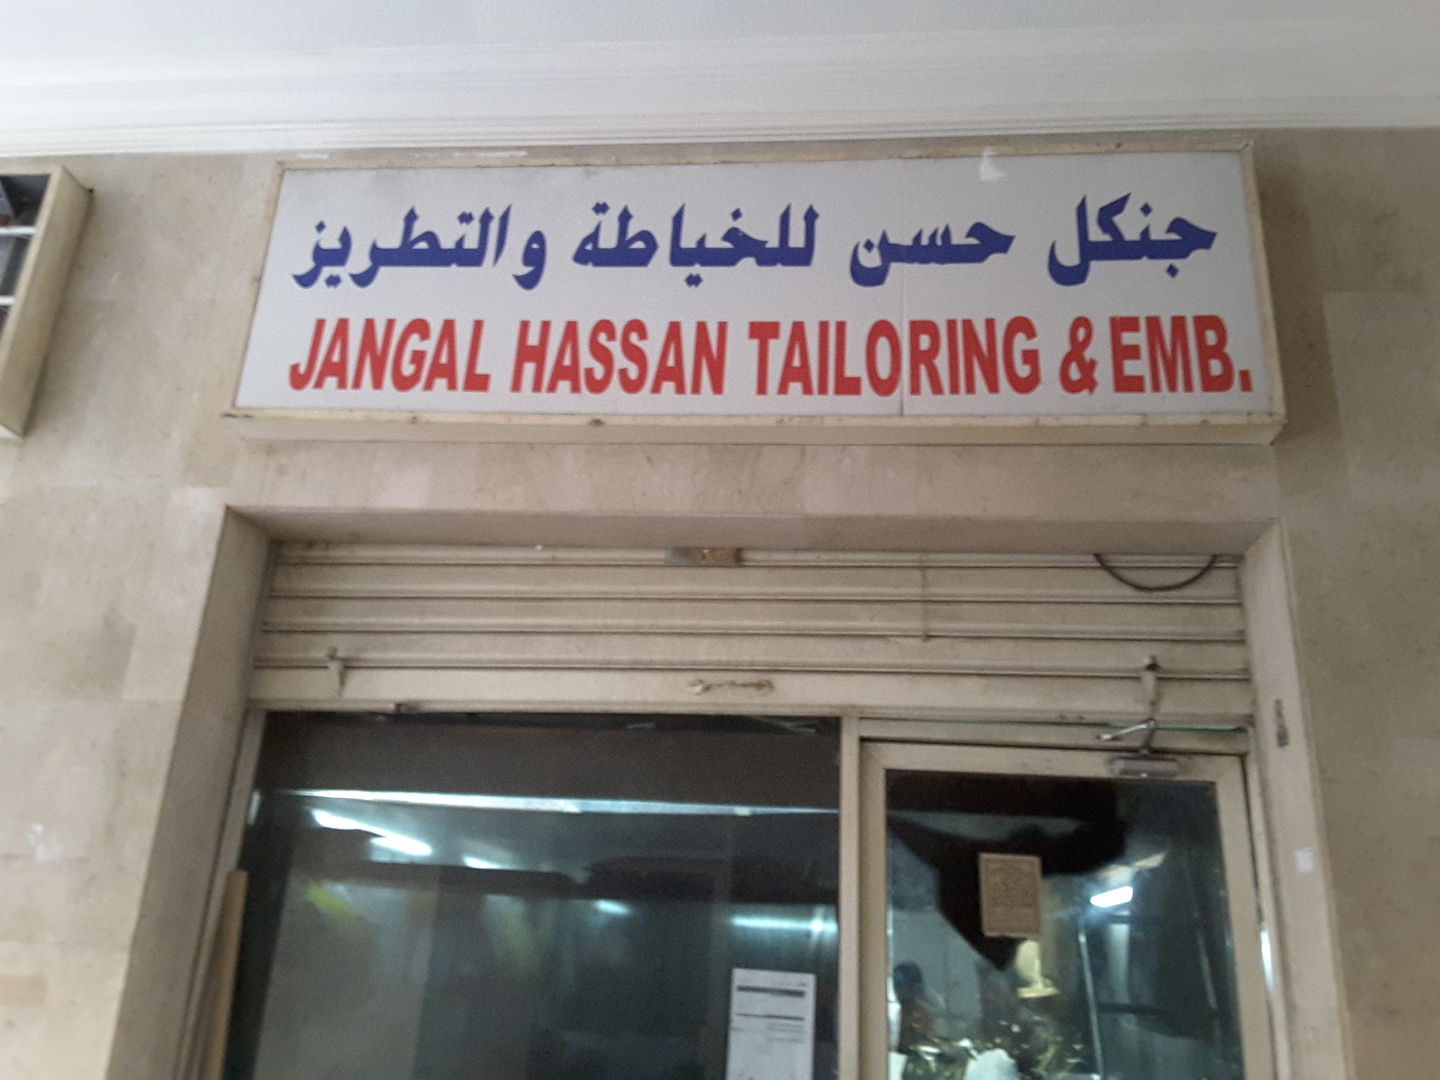 جنكل حسن للخياطة والتطريز
JANGAL HASSAN TAILORING & EMB.